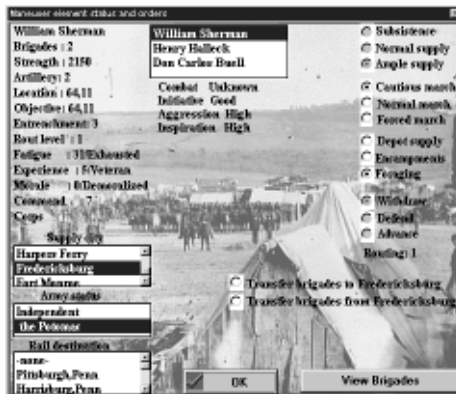 Maneuver element status and orders
William Sherman
Brigades : 2
Strength : 2150
Artillery: 2
Location : 64,11
Objective: 64,11
Entrenchment: 3
Rout level : 1
Fatigue : 31/Exhausted
Experience : 5/Veteran
Morale : 0/Demoralized
Command : 7
Corps
Supply city
Harpers Ferry
Fredericksburg
Fort Monroe
Army status
Independent
the Potomac
Rail destination
-none-
Pittsburgh,Penn
Harrisburg,Penn
William Sherman
Henry Halleck
Don Carlos Buell
Combat Unknown
Initiative Good
Aggression High
Inspiration High
Subsistence
Normal supply
Ample supply
Cautious march
Normal march
Forced march
Depot supply
Encampments
Foraging
Withdraw
Defend
Advance
Routing: 1
Transfer brigades to Fredericksburg
Transfer brigades from Fredericksburg
OK
View Brigades